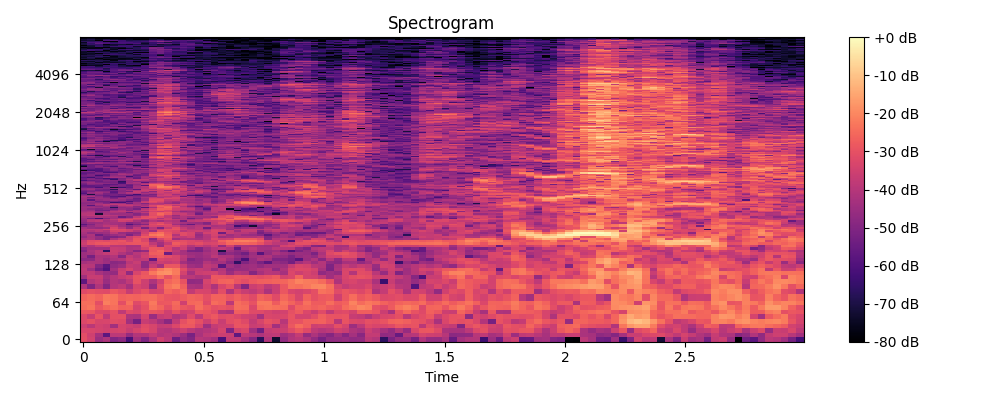 Spectrogram
Hz
4096
2048
1024
512
256
128
64
0
0
0.5
1
1.5
2
2.5
Time
+0 dB
-10 dB
-20 dB
-30 dB
-40 dB
-50 dB
-60 dB
-70 dB
-80 dB